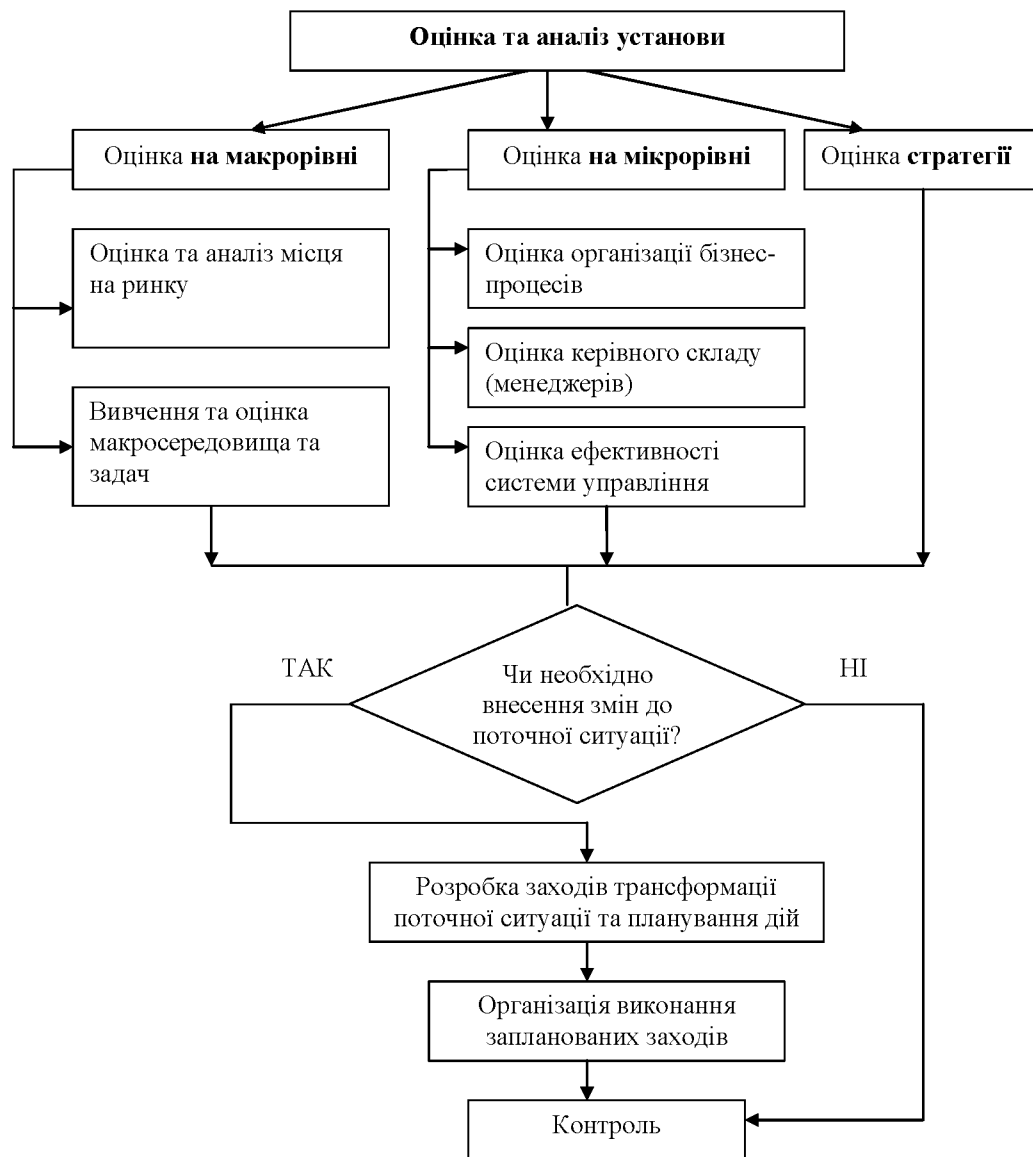 Оцінка та аналіз установи
Оцінка на макрорівні
Оцінка на мікрорівні
Оцінка стратегії
Оцінка та аналіз місця
на ринку
Вивчення та оцінка
макросередовища та
задач
Оцінка організації бізнес-
процесів
Оцінка керівного складу
(менеджерів)
Оцінка ефективності
системи управління
ТАК
НІ
Чи необхідно
внесення змін до
поточної ситуації?
Розробка заходів трансформації
поточної ситуації та планування дій
Організація виконання
запланованих заходів
Контроль